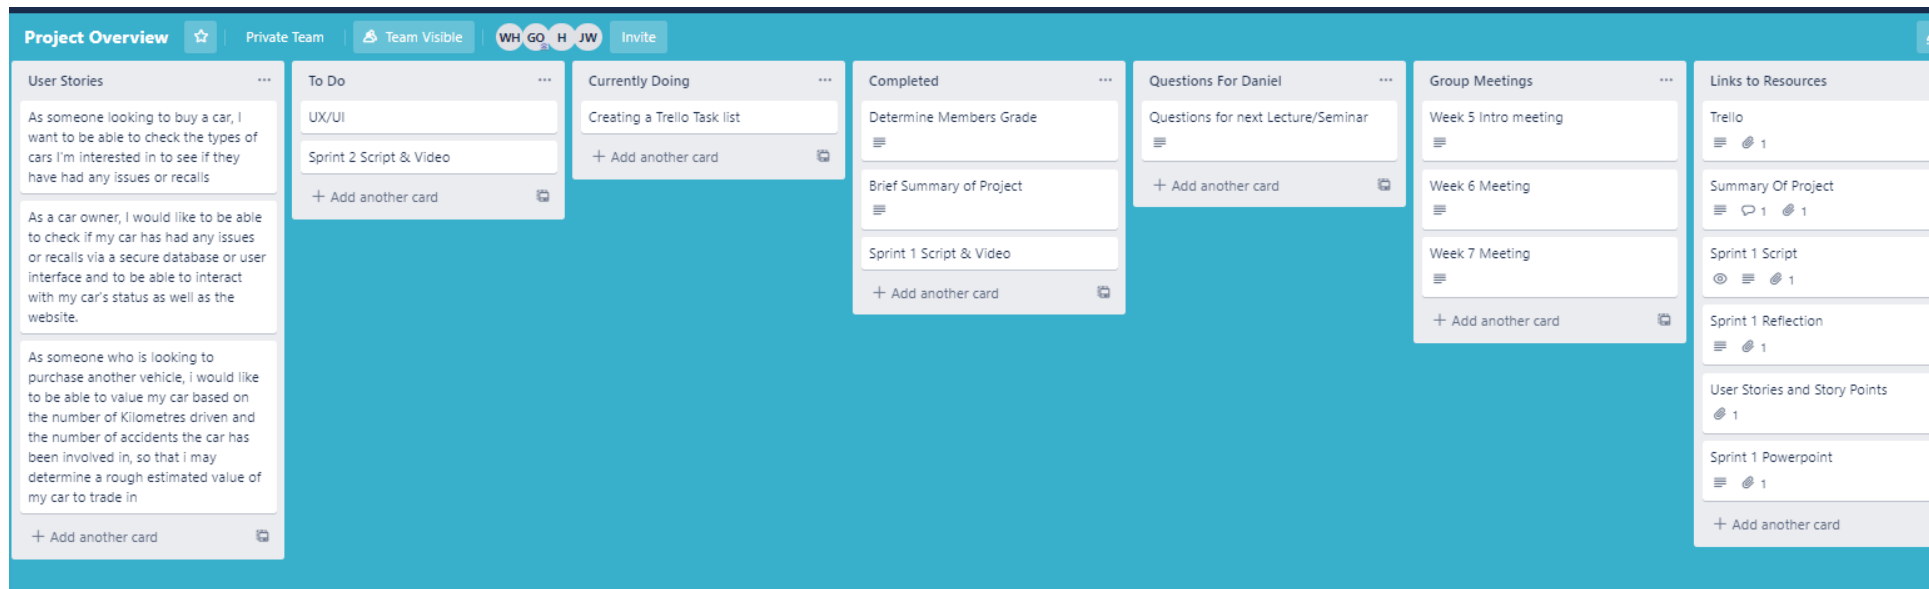 Project Overview
Private Team
Team Visible
WH GO H JW
Invite
User Stories
As someone looking to buy a car, I
want to be able to check the types of
cars I'm interested in to see if they
have had any issues or recalls
As a car owner, I would like to be able
to check if my car has had any issues
or recalls via a secure database or user
interface and to be able to interact
with my car's status as well as the
website.
As someone who is looking to
purchase another vehicle, i would like
to be able to value my car based on
the number of Kilometres driven and
the number of accidents the car has
been involved in, so that i may
determine a rough estimated value of
my car to trade in
+ Add another card
To Do
UX/UI
Sprint 2 Script & Video
+ Add another card
Currently Doing
Creating a Trello Task list
+ Add another card
Completed
Determine Members Grade
Brief Summary of Project
Sprint 1 Script & Video
+ Add another card
Questions For Daniel
Questions for next Lecture/Seminar
+ Add another card
Group Meetings
Week 5 Intro meeting
Week 6 Meeting
Week 7 Meeting
+ Add another card
Links to Resources
Trello
1
Summary Of Project
1 1
Sprint 1 Script
1
Sprint 1 Reflection
1
User Stories and Story Points
1
Sprint 1 Powerpoint
1
+ Add another card